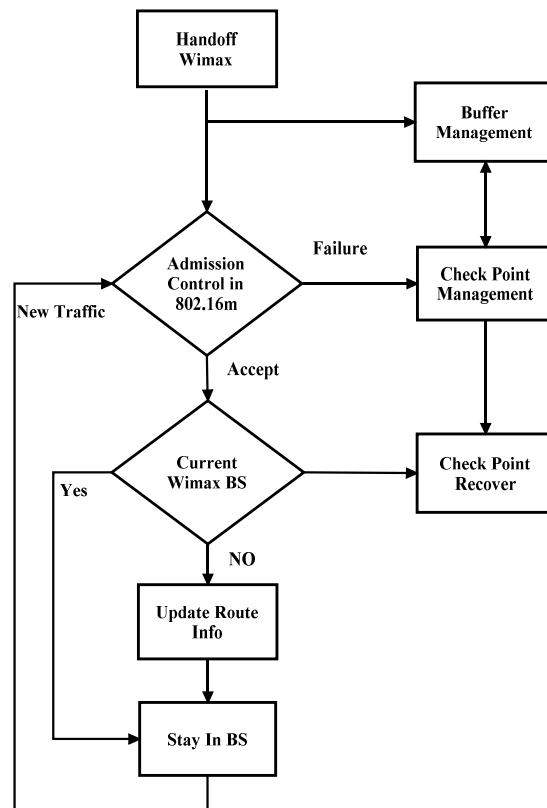 Handoff
Wimax
Buffer
Management
Admission
Control in
802.16m
Failure
Check Point
Management
New Traffic
Accept
Current
Wimax BS
Yes
Check Point
Recover
NO
Update Route
Info
Stay In BS